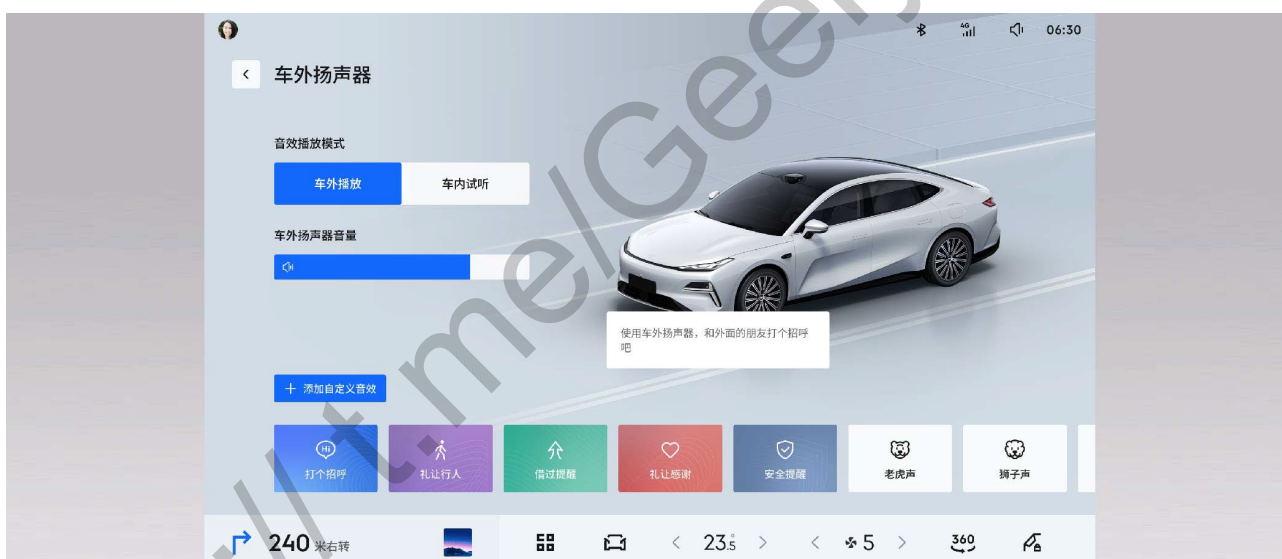 4G
06:30
车外扬声器
音效播放模式
车外播放 车内试听
车外扬声器音量
使用车外扬声器，和外面的朋友打个招呼
吧
添加自定义音效
Hi
打个招呼 礼让行人 借过提醒 礼让感谢 安全提醒 老虎声 狮子声
240 米右转 23.5 5 360
://t.me/Geely